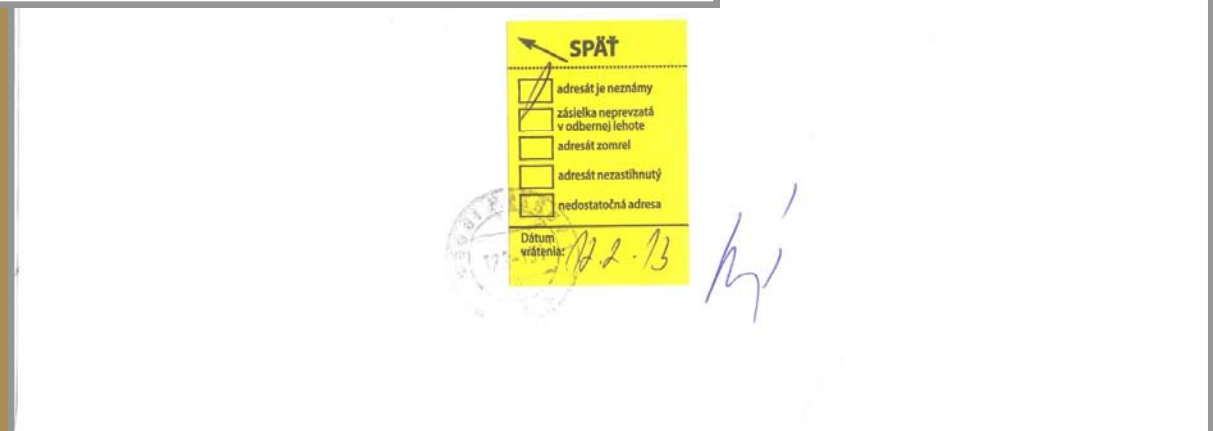 SPÄŤ
adresát je neznámy
zásielka neprevzatá
v odbernej lehote
adresát zomrel
adresát nezastihnutý
nedostatočná adresa
Dátum
vrátenia: 12.2.13